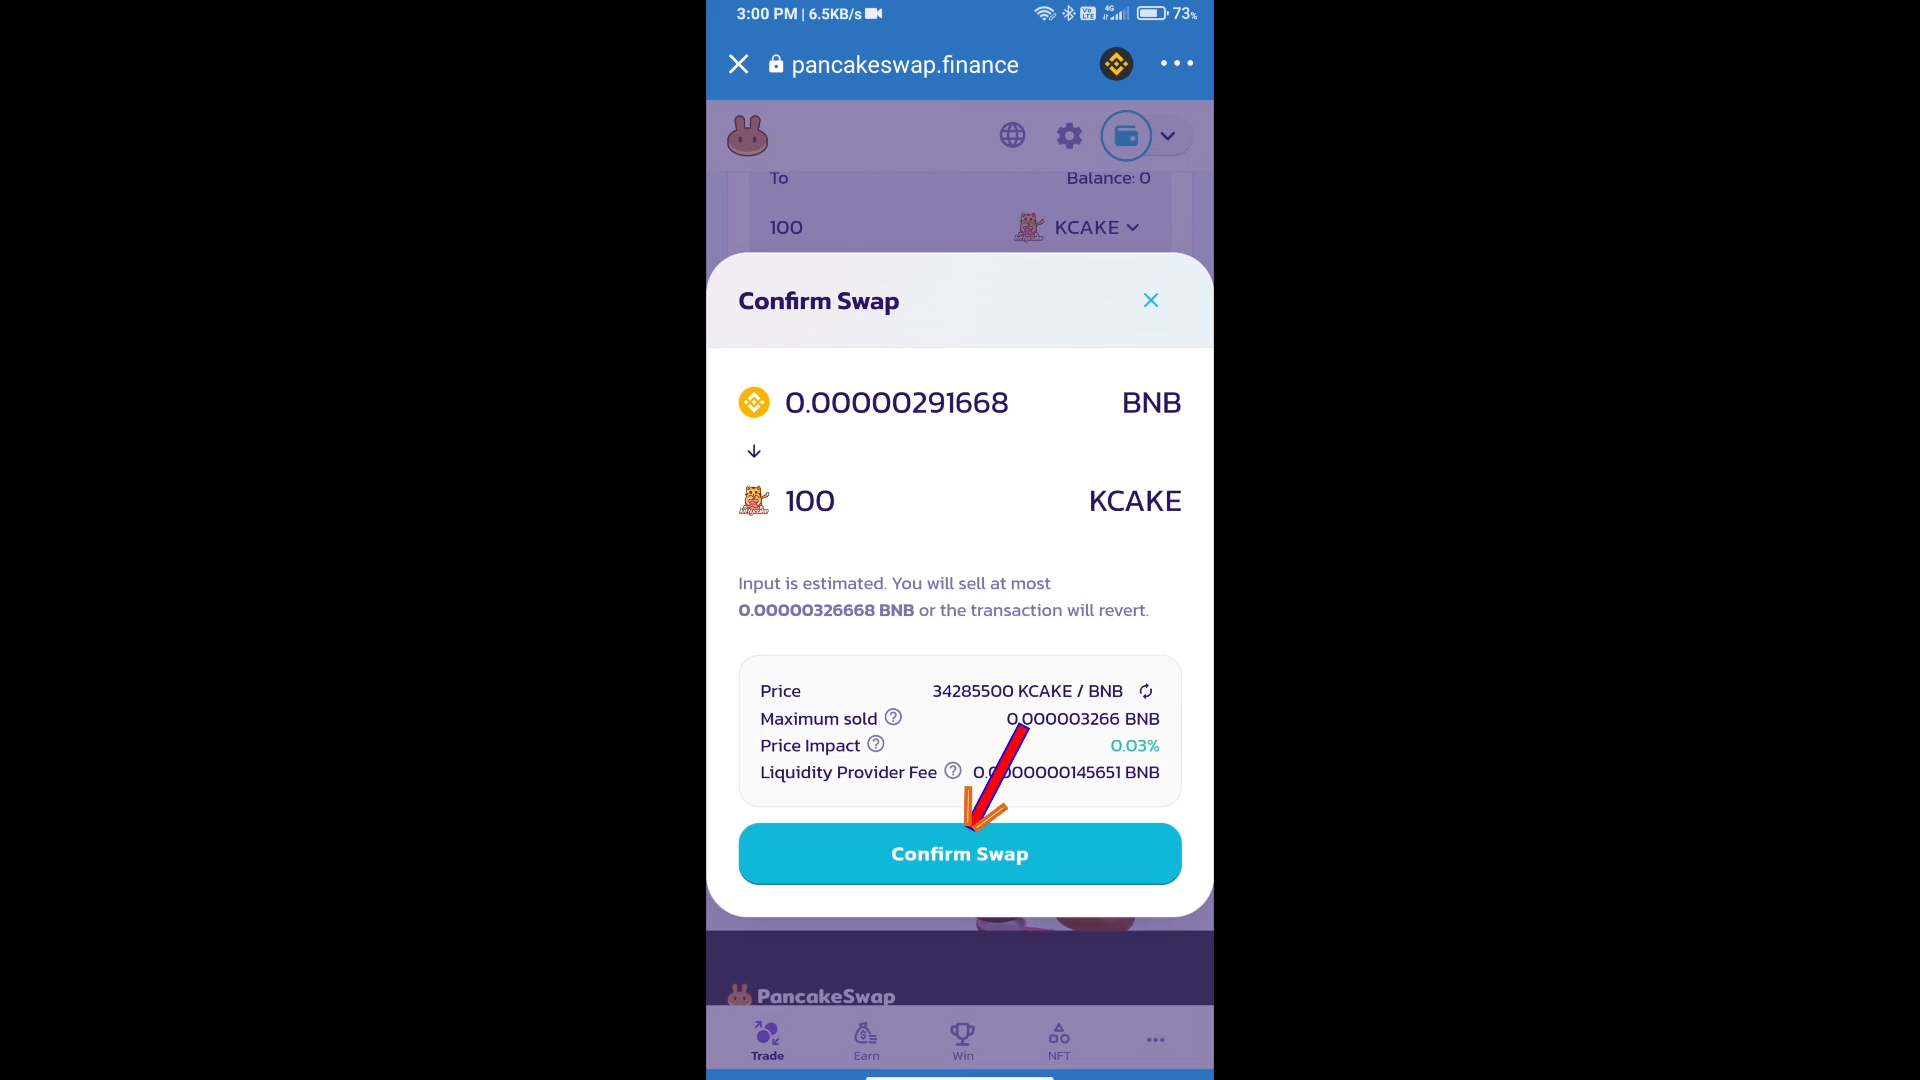 3:00 PM | 6.5KB/s 4G Vo LTE 73%
pancakeswap.finance
To Balance: 0
100 KCAKE
Confirm Swap
0.00000291668 BNB
100 KCAKE
Input is estimated. You will sell at most
0.00000326668 BNB or the transaction will revert.
Price 34285500 KCAKE / BNB
Maximum sold ? 0.000003266 BNB
Price Impact ? 0.03%
Liquidity Provider Fee ? BNB
Confirm Swap
PancakeSwap
Trade Earn Win NFT